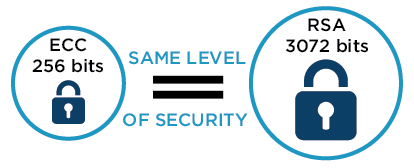 ECC
256 bits
SAME LEVEL
OF SECURITY
RSA
3072 bits